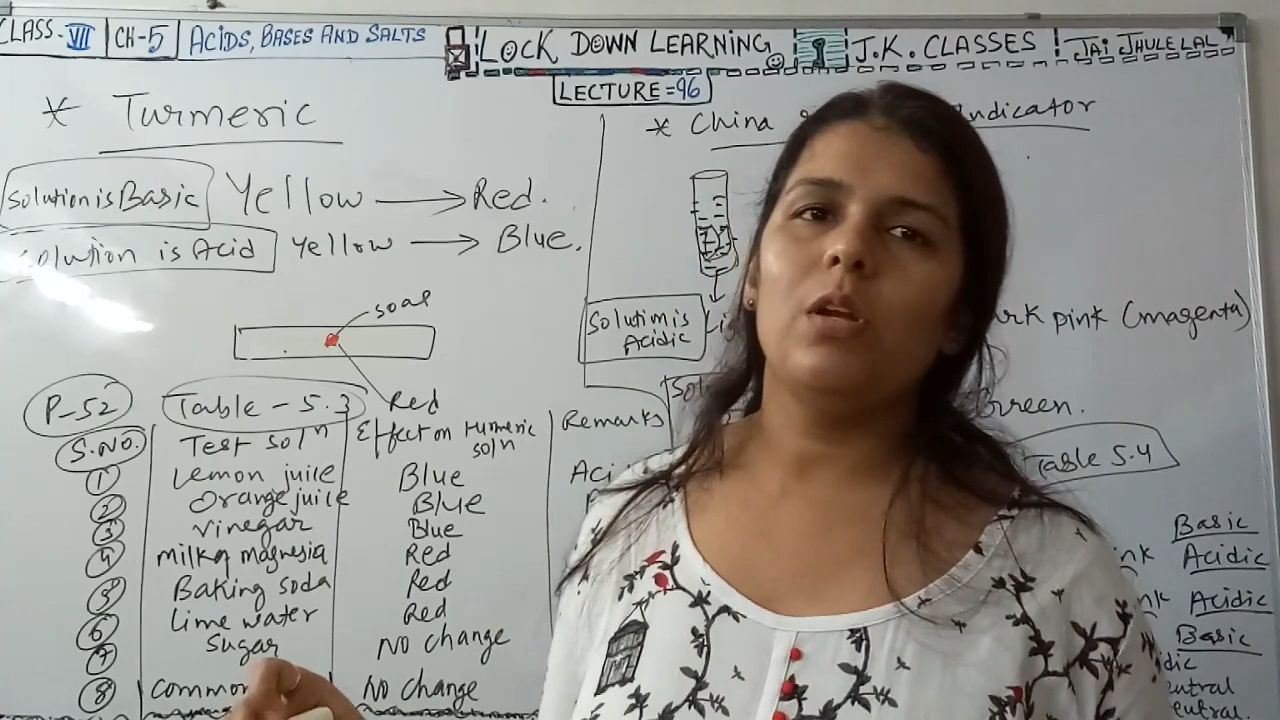 CLASS-VII CH-5 ACIDS, BASES AND SALTS
LOCK DOWN LEARNING J.K. CLASSES JAI JHULELAL
LECTURE=96
* Turmeric
Solution is Basic Yellow → Red.
Solution is Acid Yellow → Blue.
soap
Red
P-52 Table-5.3
S.NO. Test solⁿ Effect on turmeric solⁿ Remarks
1 Lemon juice Blue
2 Orange juice Blue
3 Vinegar Blue
4 milk of magnesia Red
5 Baking soda Red
6 Lime water Red
7 Sugar No change
8 Common No change
* China Indicator
Solution is Acidic
pink (magenta)
Green.
Table 5.4
Basic
Acidic
Acidic
Basic